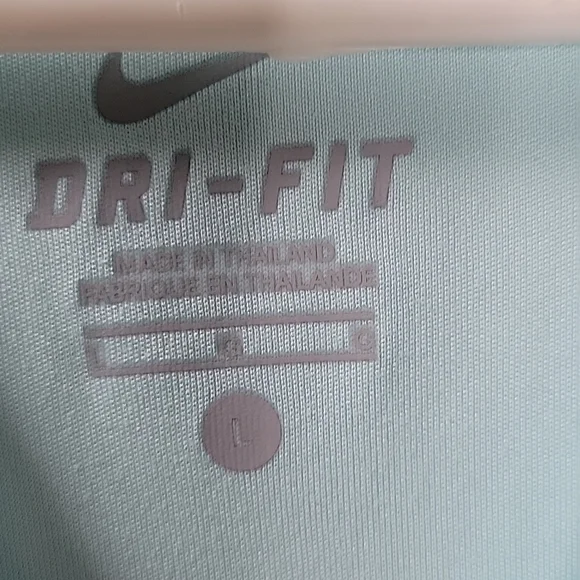 DRI-FIT
MADE IN THAILAND
FABRIQUE EN THAILANDE
L G G
L